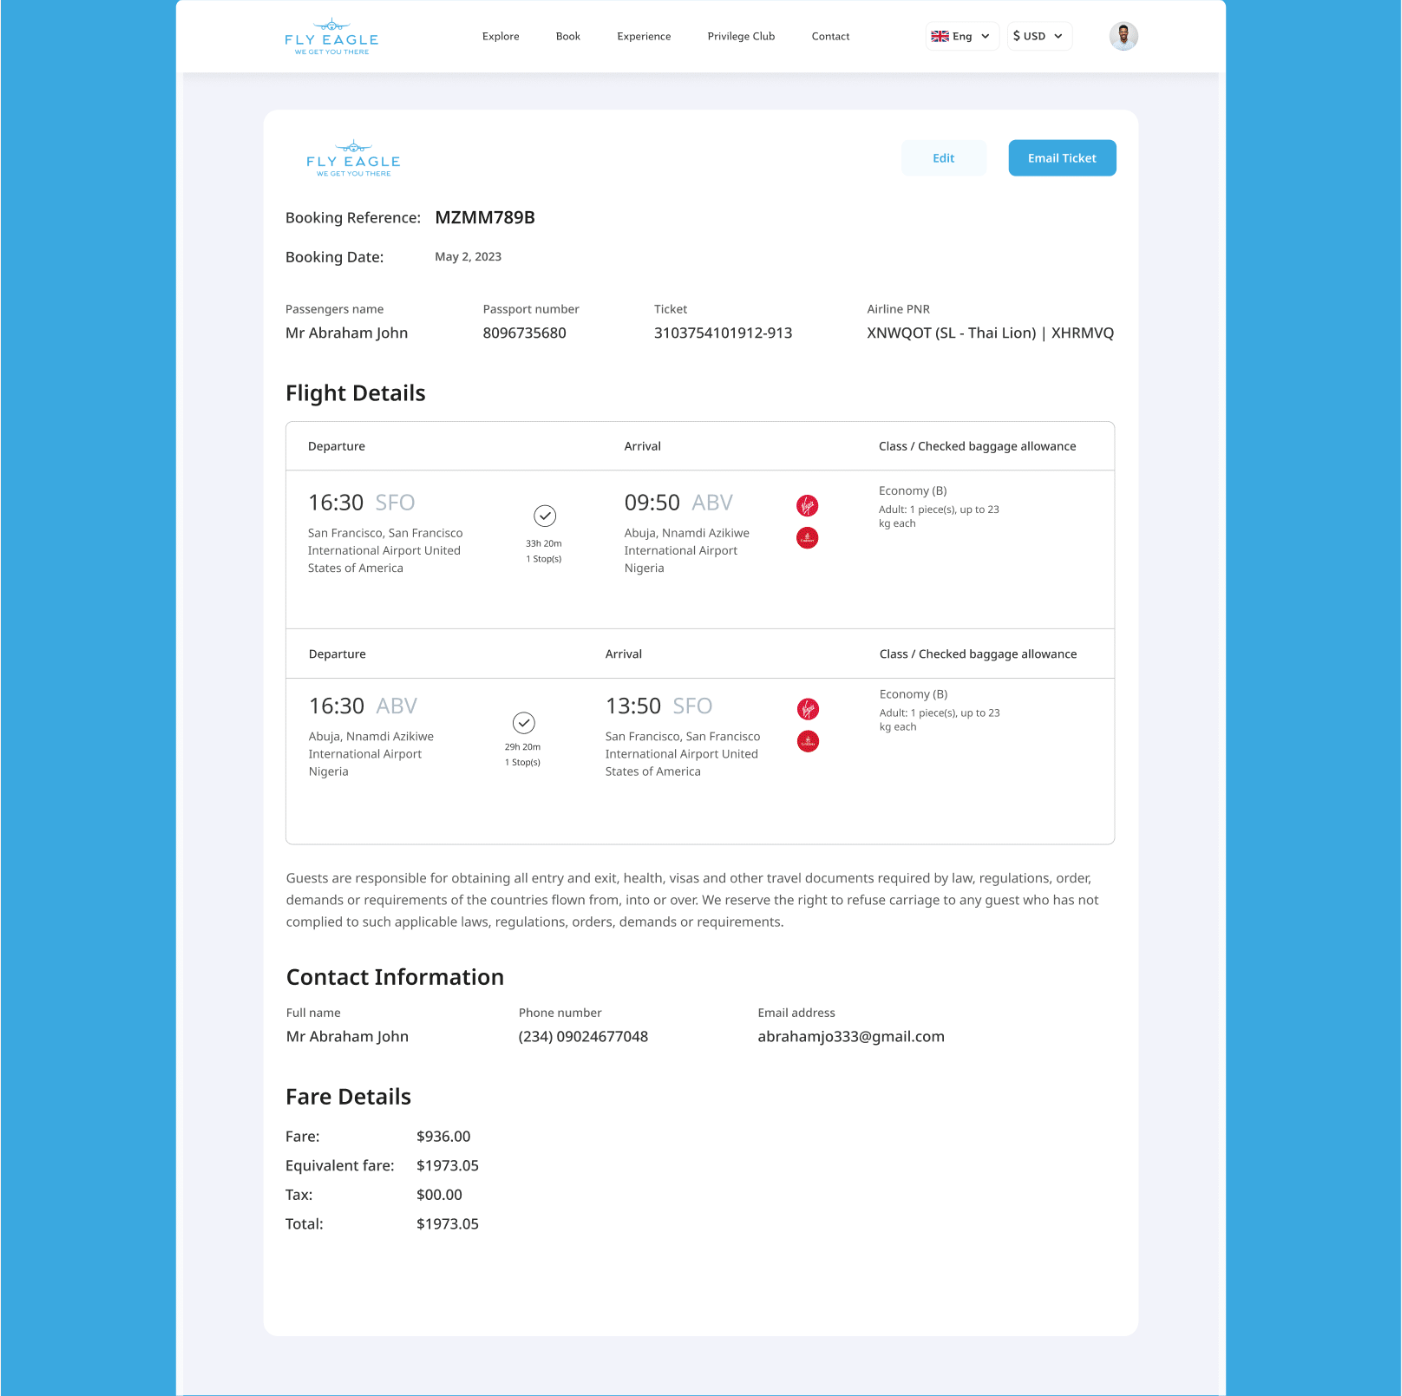 FLY EAGLE
WE GET YOU THERE
Explore
Book
Experience
Privilege Club
Contact
Eng
$ USD
FLY EAGLE
WE GET YOU THERE
Edit
Email Ticket
Booking Reference: MZMM789B
Booking Date: May 2, 2023
Passengers name
Passport number
Ticket
Airline PNR
Mr Abraham John
8096735680
3103754101912-913
XNWQOT (SL - Thai Lion) | XHRMVQ
Flight Details
Departure
Arrival
Class / Checked baggage allowance
16:30 SFO
San Francisco, San Francisco
International Airport United
States of America
33h 20m
1 Stop(s)
09:50 ABV
Abuja, Nnamdi Azikiwe
International Airport
Nigeria
Economy (B)
Adult: 1 piece(s), up to 23
kg each
Departure
Arrival
Class / Checked baggage allowance
16:30 ABV
Abuja, Nnamdi Azikiwe
International Airport
Nigeria
29h 20m
1 Stop(s)
13:50 SFO
San Francisco, San Francisco
International Airport United
States of America
Economy (B)
Adult: 1 piece(s), up to 23
kg each
Guests are responsible for obtaining all entry and exit, health, visas and other travel documents required by law, regulations, order,
demands or requirements of the countries flown from, into or over. We reserve the right to refuse carriage to any guest who has not
complied to such applicable laws, regulations, orders, demands or requirements.
Contact Information
Full name
Phone number
Email address
Mr Abraham John
(234) 09024677048
abrahamjo333@gmail.com
Fare Details
Fare: $936.00
Equivalent fare: $1973.05
Tax: $00.00
Total: $1973.05